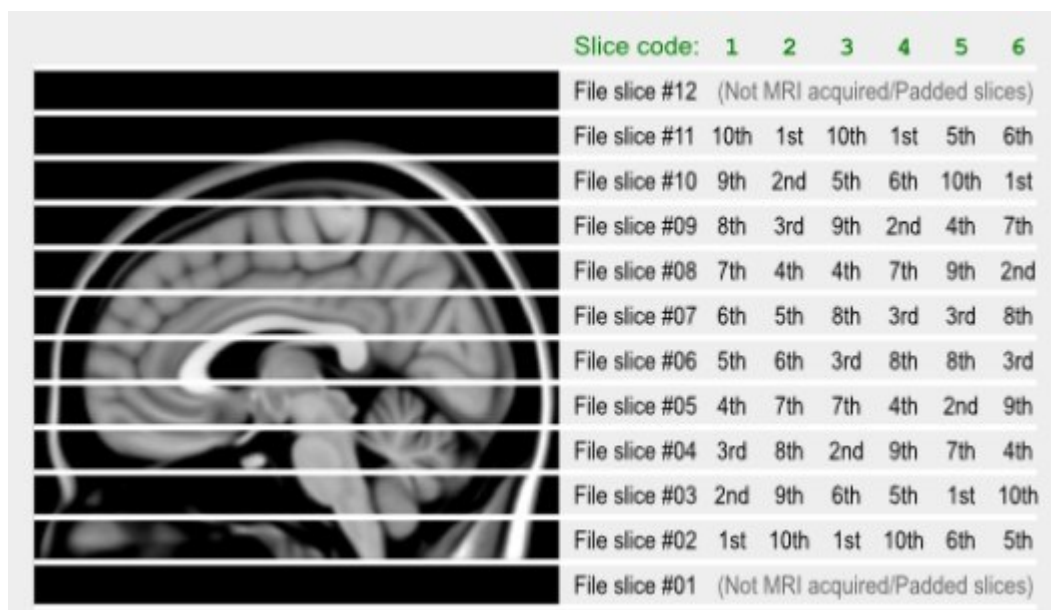 Slice code: 1 2 3 4 5 6
File slice #12 (Not MRI acquired/Padded slices)
File slice #11 10th 1st 10th 1st 5th 6th
File slice #10 9th 2nd 5th 6th 10th 1st
File slice #09 8th 3rd 9th 2nd 4th 7th
File slice #08 7th 4th 4th 7th 9th 2nd
File slice #07 6th 5th 8th 3rd 3rd 8th
File slice #06 5th 6th 3rd 8th 8th 3rd
File slice #05 4th 7th 7th 4th 2nd 9th
File slice #04 3rd 8th 2nd 9th 7th 4th
File slice #03 2nd 9th 6th 5th 1st 10th
File slice #02 1st 10th 1st 10th 6th 5th
File slice #01 (Not MRI acquired/Padded slices)